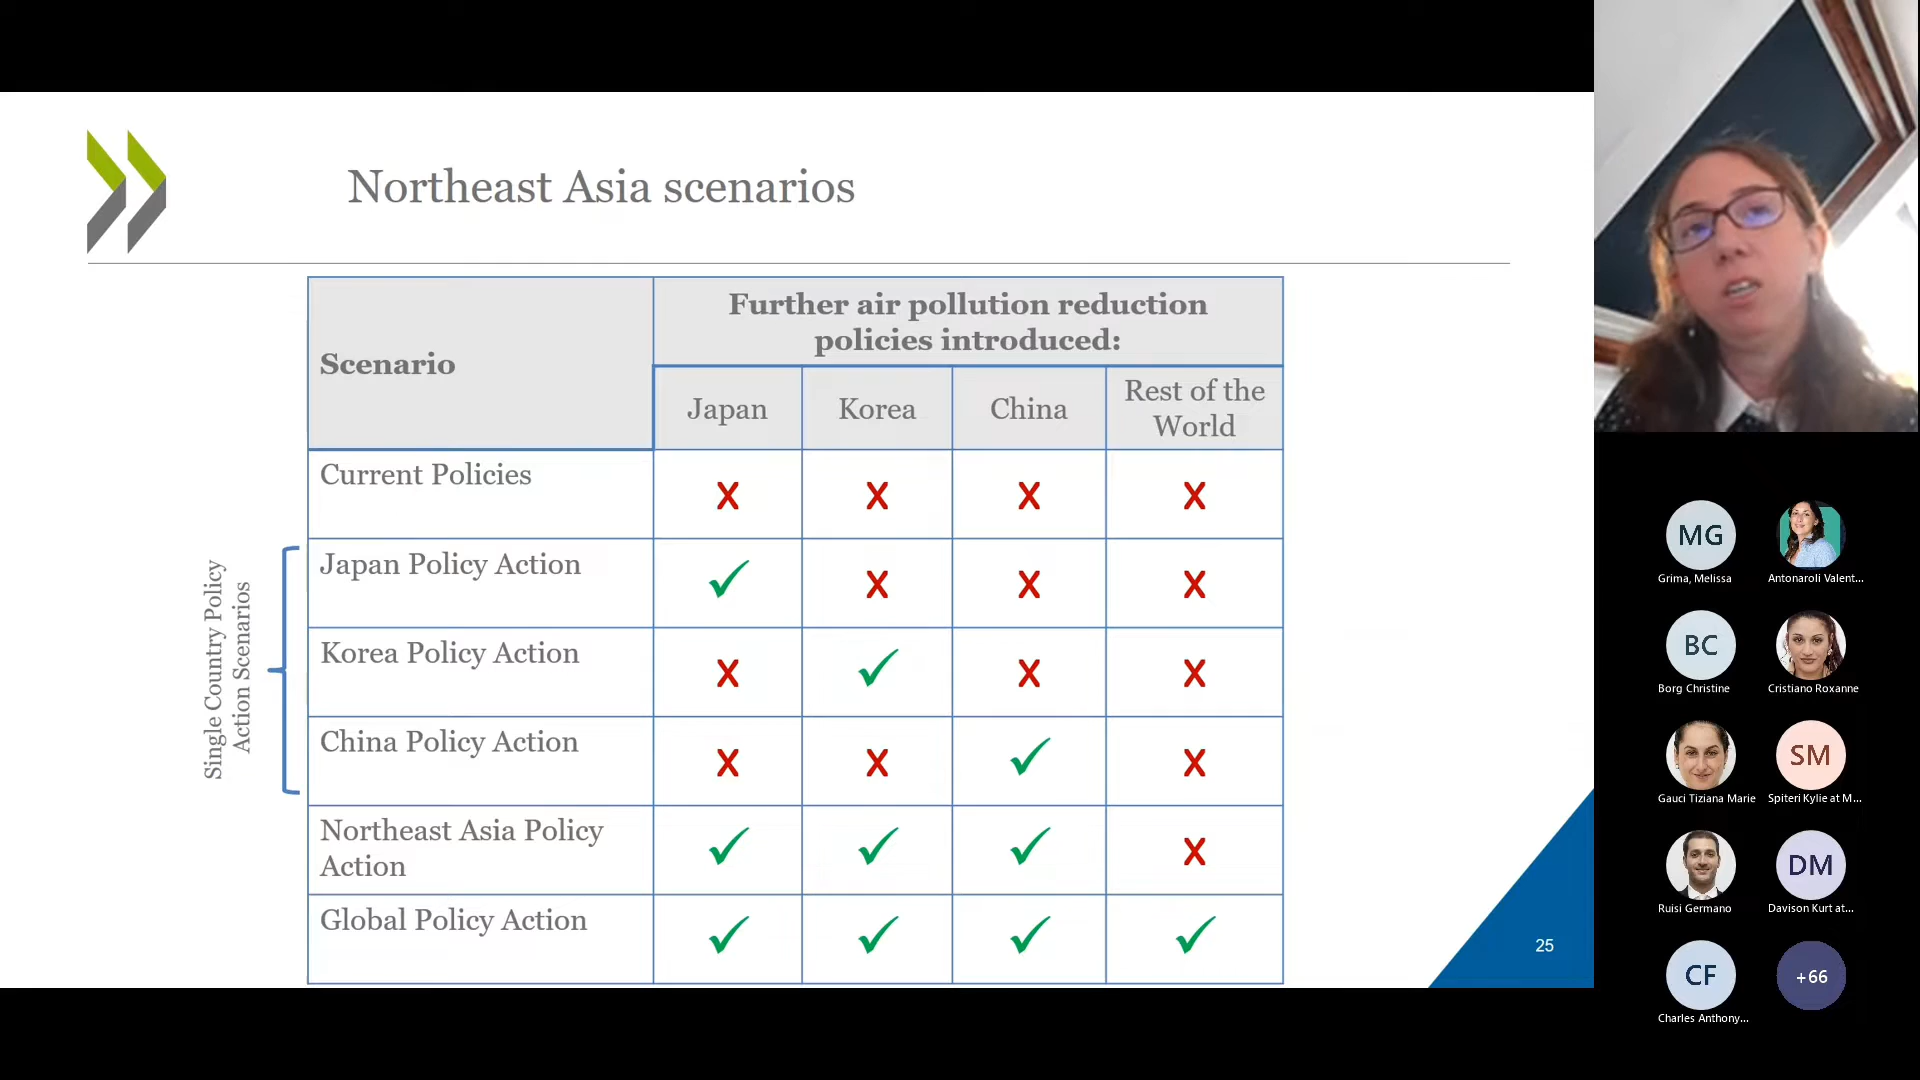 Northeast Asia scenarios
Scenario
Further air pollution reduction
policies introduced:
Japan
Korea
China
Rest of the
World
Current Policies
X X X X
Single Country Policy
Action Scenarios
Japan Policy Action
✓ X X X
Korea Policy Action
X ✓ X X
China Policy Action
X X ✓ X
Northeast Asia Policy
Action
✓ ✓ ✓ X
Global Policy Action
✓ ✓ ✓ ✓
25
MG
Grima, Melissa
Antonaroli Valent...
BC
Borg Christine
Cristiano Roxanne
Gauci Tiziana Marie
SM
Spiteri Kylie at M...
Ruisi Germano
DM
Davison Kurt at...
CF
Charles Anthony...
+66